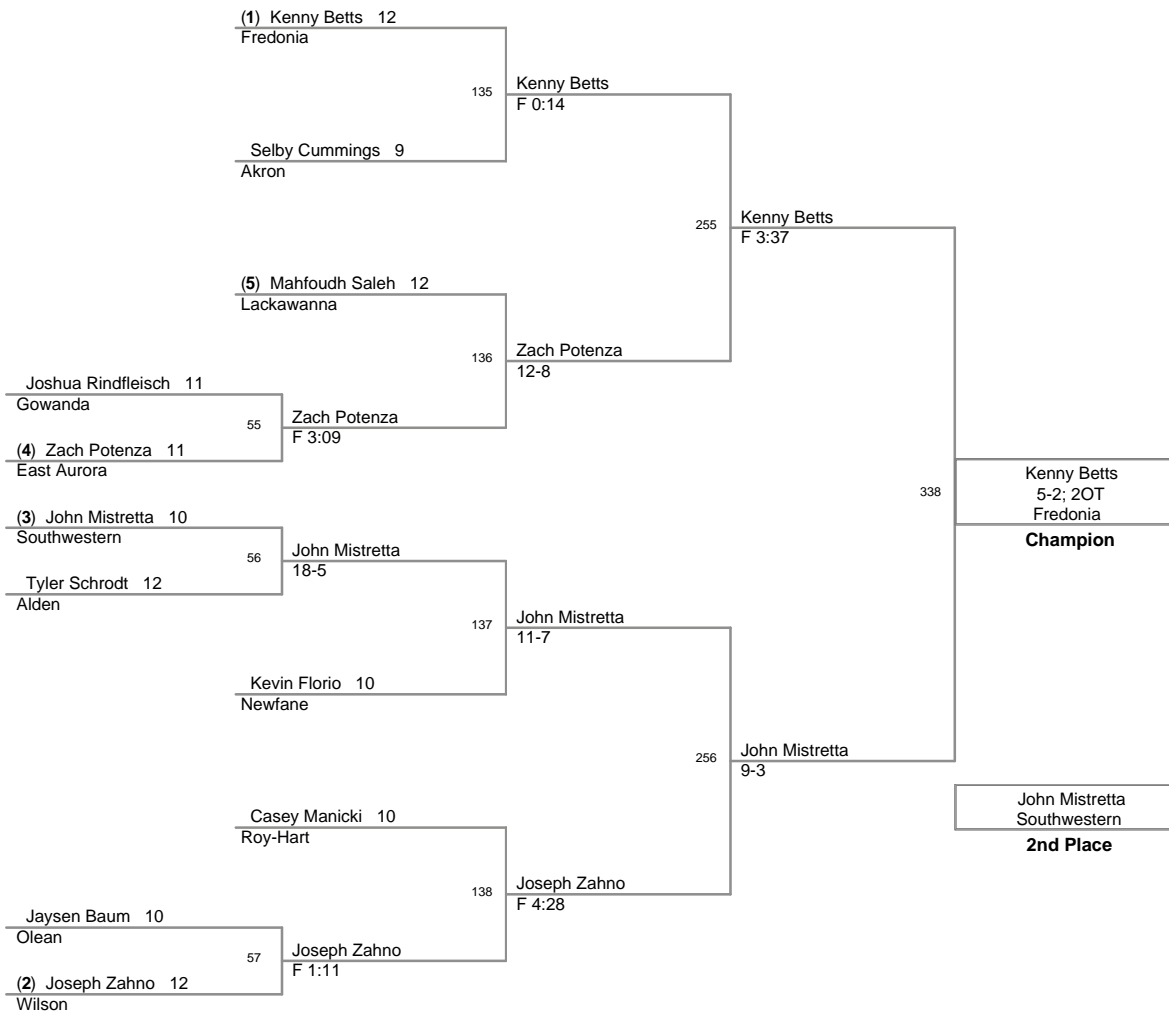 (1) Kenny Betts 12
Fredonia
135
Kenny Betts
F 0:14
Selby Cummings 9
Akron
255
Kenny Betts
F 3:37
(5) Mahfoudh Saleh 12
Lackawanna
136
Zach Potenza
12-8
Joshua Rindfleisch 11
Gowanda
55
Zach Potenza
F 3:09
(4) Zach Potenza 11
East Aurora
338
Kenny Betts
5-2; 2OT
Fredonia
Champion
(3) John Mistretta 10
Southwestern
56
John Mistretta
18-5
Tyler Schrodt 12
Alden
137
John Mistretta
11-7
Kevin Florio 10
Newfane
256
John Mistretta
9-3
John Mistretta
Southwestern
2nd Place
Casey Manicki 10
Roy-Hart
138
Joseph Zahno
F 4:28
Jaysen Baum 10
Olean
57
Joseph Zahno
F 1:11
(2) Joseph Zahno 12
Wilson